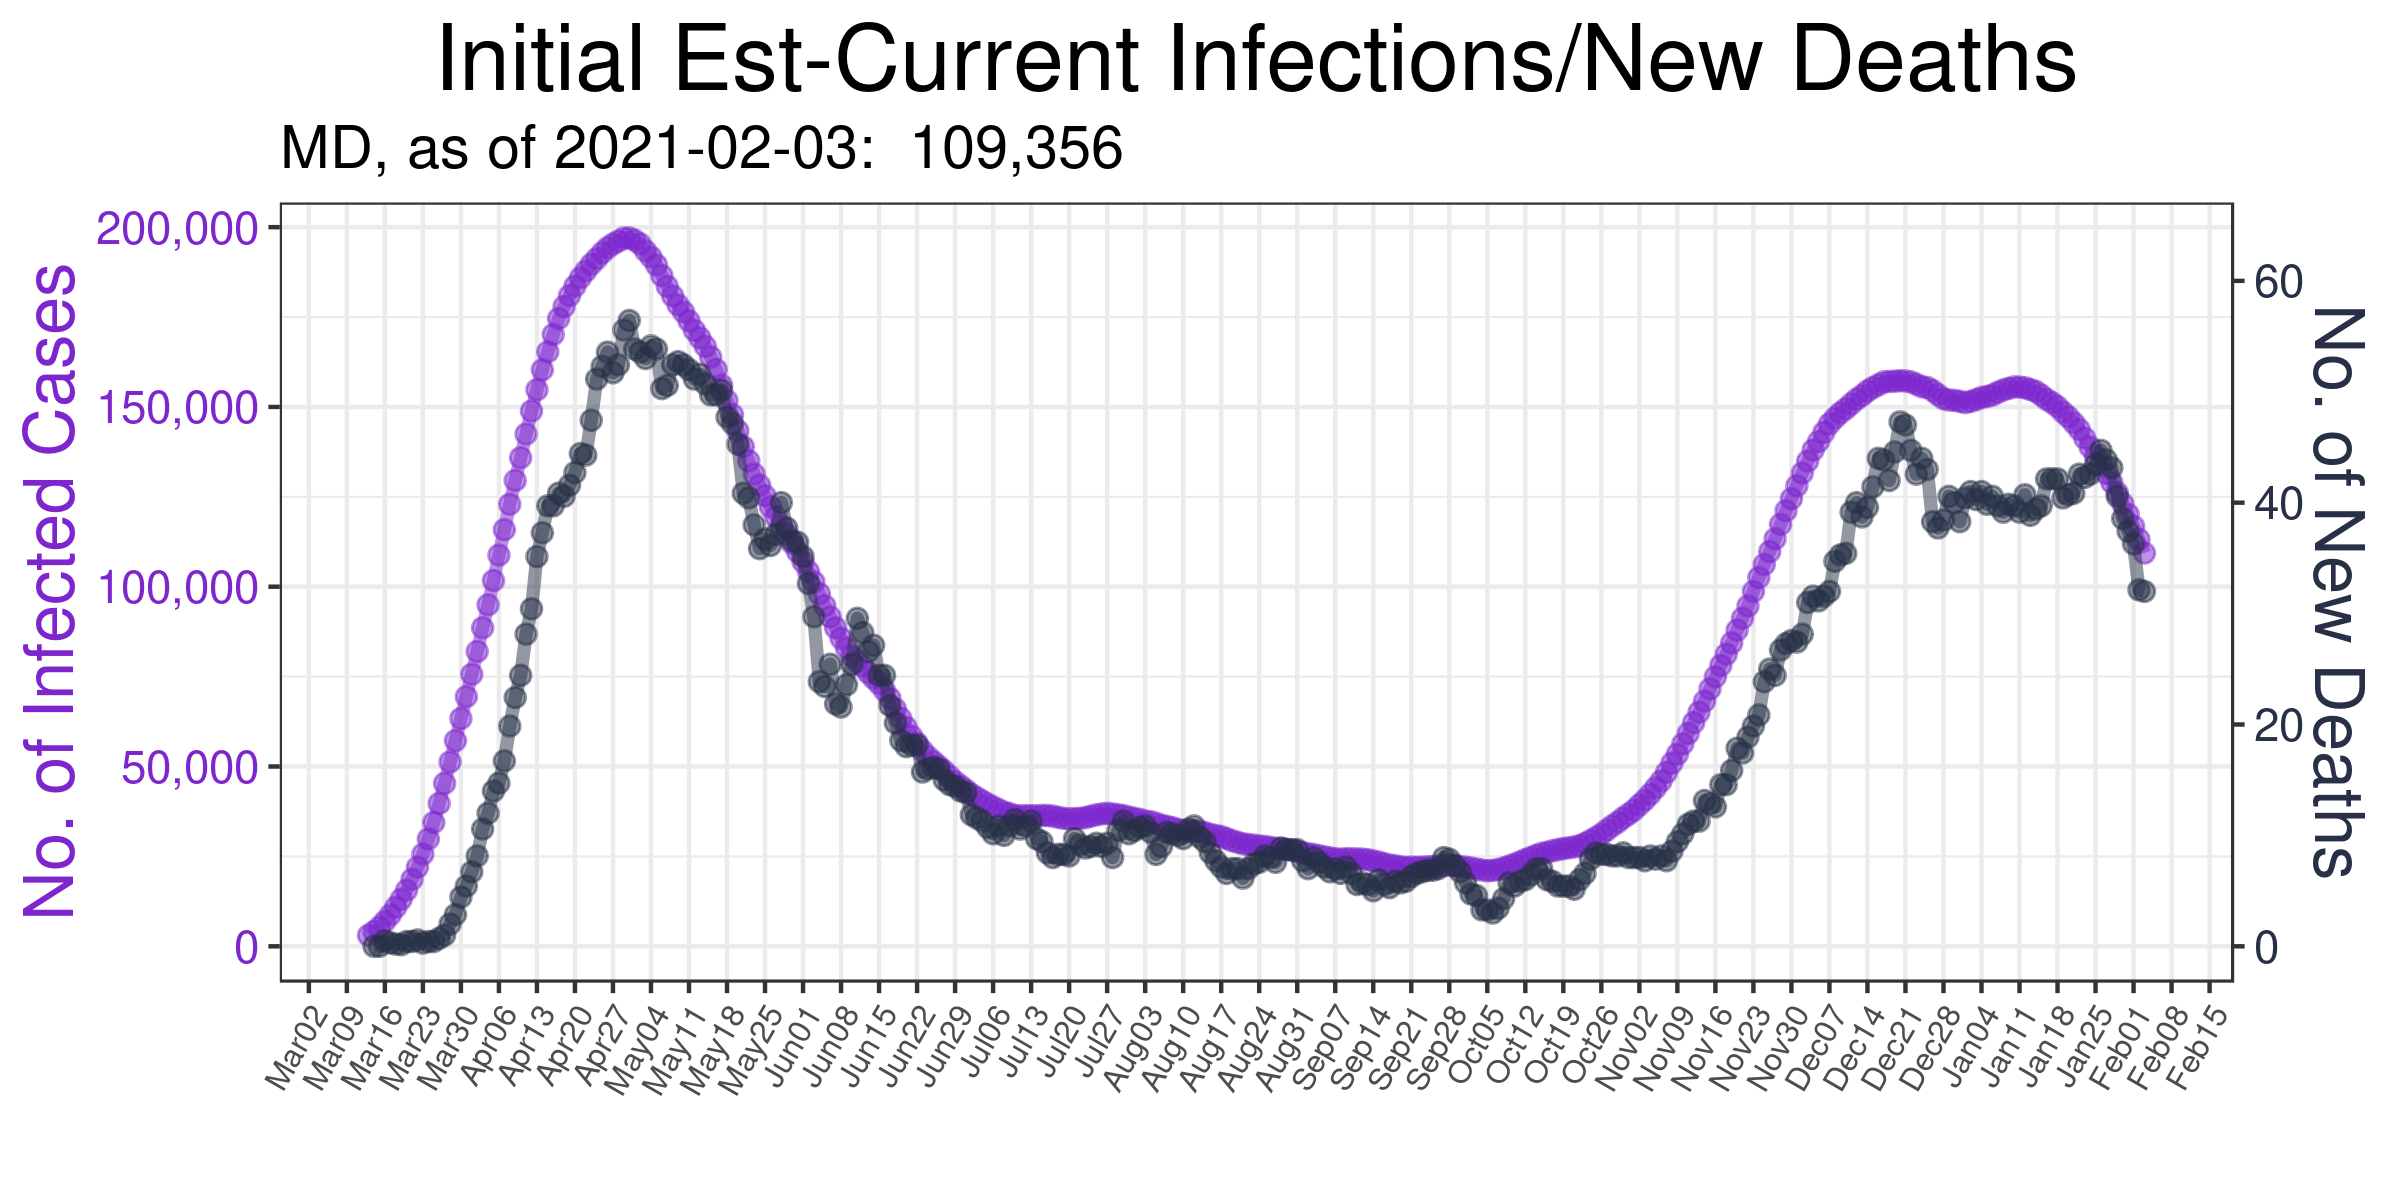 Initial Est-Current Infections/New Deaths
MD, as of 2021-02-03:  109,356
No. of Infected Cases
200,000
150,000
100,000
50,000
0
60
40
20
0
No. of New Deaths
Mar02
Mar09
Mar16
Mar23
Mar30
Apr06
Apr13
Apr20
Apr27
May04
May11
May18
May25
Jun01
Jun08
Jun15
Jun22
Jun29
Jul06
Jul13
Jul20
Jul27
Aug03
Aug10
Aug17
Aug24
Aug31
Sep07
Sep14
Sep21
Sep28
Oct05
Oct12
Oct19
Oct26
Nov02
Nov09
Nov16
Nov23
Nov30
Dec07
Dec14
Dec21
Dec28
Jan04
Jan11
Jan18
Jan25
Feb01
Feb08
Feb15